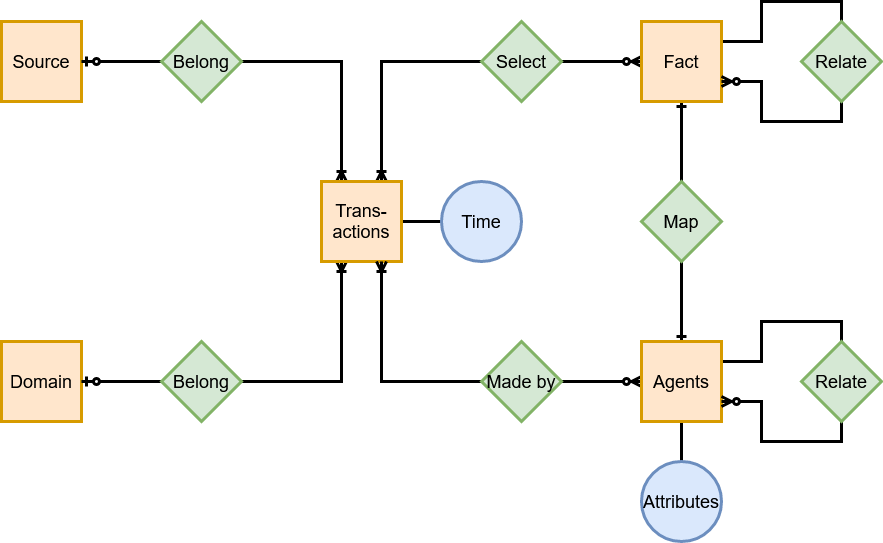 Source
Belong
Select
Fact
Relate
Trans-
actions
Time
Map
Domain
Belong
Made by
Agents
Relate
Attributes